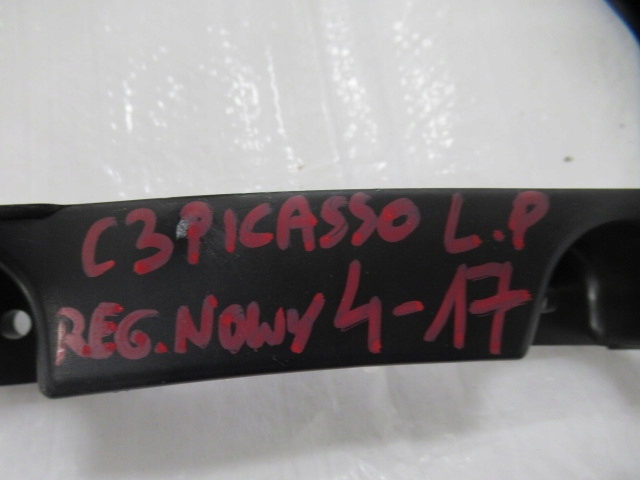 C3 PICASSO L.P
REG. NOWY 4-17